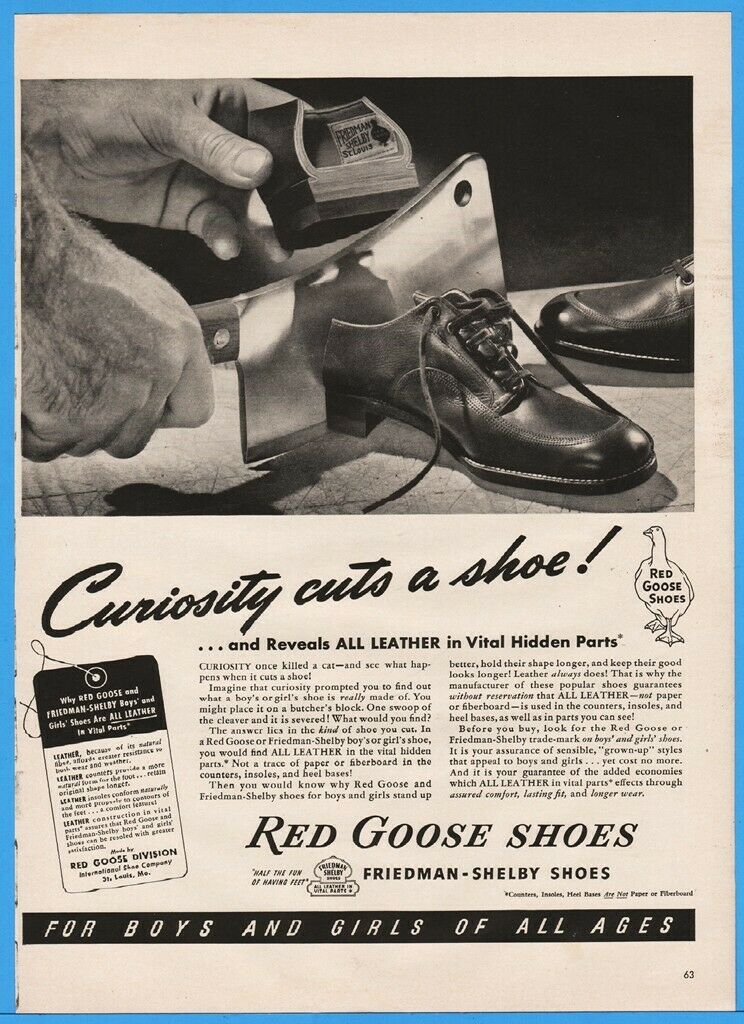 FRIEDMAN
SHELBY
ST. LOUIS
Curiosity cuts a shoe!
RED
GOOSE
SHOES
... and Reveals ALL LEATHER in Vital Hidden Parts*
Why RED GOOSE and
FRIEDMAN-SHELBY Boys' and
Girls' Shoes Are ALL LEATHER
in Vital Parts*
LEATHER, because of its natural
fiber, affords greater resistance to
both wear and weather.
LEATHER counters provide a more
natural form for the foot... retain
original shape longer.
LEATHER insoles conform naturally
and more properly to contours of
the feet... a comfort feature!
LEATHER construction in vital
parts* assures that Red Goose and
Friedman-Shelby boys' and girls'
shoes can be resoled with greater
satisfaction.
Made by
RED GOOSE DIVISION
International Shoe Company
St. Louis, Mo.
CURIOSITY once killed a cat—and see what hap-
pens when it cuts a shoe!
Imagine that curiosity prompted you to find out
what a boy's or girl's shoe is really made of. You
might place it on a butcher's block. One swoop of
the cleaver and it is severed! What would you find?
The answer lies in the kind of shoe you cut. In
a Red Goose or Friedman-Shelby boy's or girl's shoe,
you would find ALL LEATHER in the vital hidden
parts.* Not a trace of paper or fiberboard in the
counters, insoles, and heel bases!
Then you would know why Red Goose and
Friedman-Shelby shoes for boys and girls stand up
better, hold their shape longer, and keep their good
looks longer! Leather always does! That is why the
manufacturer of these popular shoes guarantees
without reservation that ALL LEATHER—not paper
or fiberboard—is used in the counters, insoles, and
heel bases, as well as in parts you can see!
Before you buy, look for the Red Goose or
Friedman-Shelby trade-mark on boys' and girls' shoes.
It is your assurance of sensible, "grown-up" styles
that appeal to boys and girls . . . yet cost no more.
And it is your guarantee of the added economies
which ALL LEATHER in vital parts* effects through
assured comfort, lasting fit, and longer wear.
RED GOOSE SHOES
"HALF THE FUN
OF HAVING FEET"
FRIEDMAN
SHELBY
SHOES
ALL LEATHER IN
VITAL PARTS*
FRIEDMAN-SHELBY SHOES
*Counters, Insoles, Heel Bases Are Not Paper or Fiberboard
FOR BOYS AND GIRLS OF ALL AGES
63